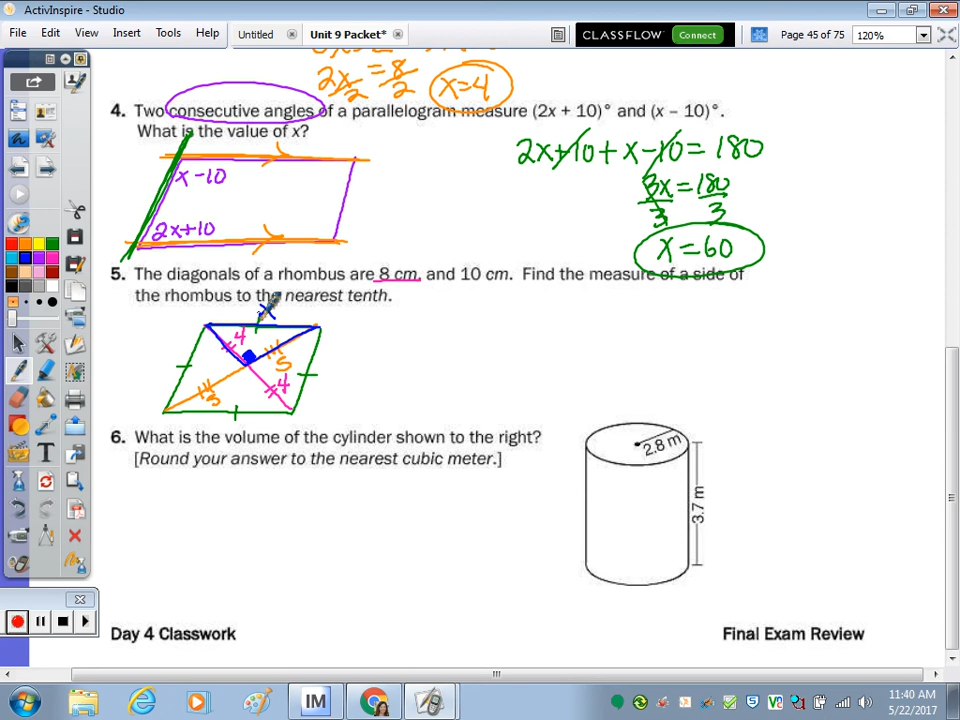 ActivInspire - Studio
File Edit View Insert Tools Help Untitled Unit 9 Packet* CLASSFLOW Connect Page 45 of 75 120%
2x/2 = 8/2 x=4
4. Two consecutive angles of a parallelogram measure (2x + 10)° and (x – 10)°.
What is the value of x?
2x+10+x-10=180
x-10
3x/3 = 180/3
2x+10
x=60
5. The diagonals of a rhombus are 8 cm. and 10 cm. Find the measure of a side of
the rhombus to the nearest tenth.
x
4
5
4
5
6. What is the volume of the cylinder shown to the right?
[Round your answer to the nearest cubic meter.]
2.8 m
3.7 m
Day 4 Classwork Final Exam Review
IM
11:40 AM
5/22/2017